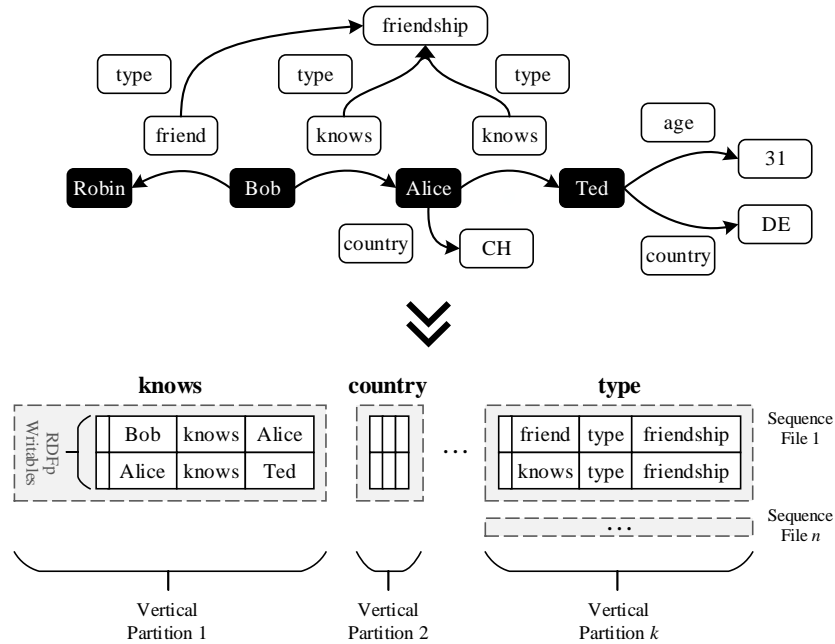 friendship
type
type
type
friend
knows
knows
age
31
Robin
Bob
Alice
Ted
country
CH
country
DE
knows
country
type
RDFp
Writables
Bob knows Alice
Alice knows Ted
...
friend type friendship
knows type friendship
Sequence
File 1
...
Sequence
File n
Vertical
Partition 1
Vertical
Partition 2
Vertical
Partition k